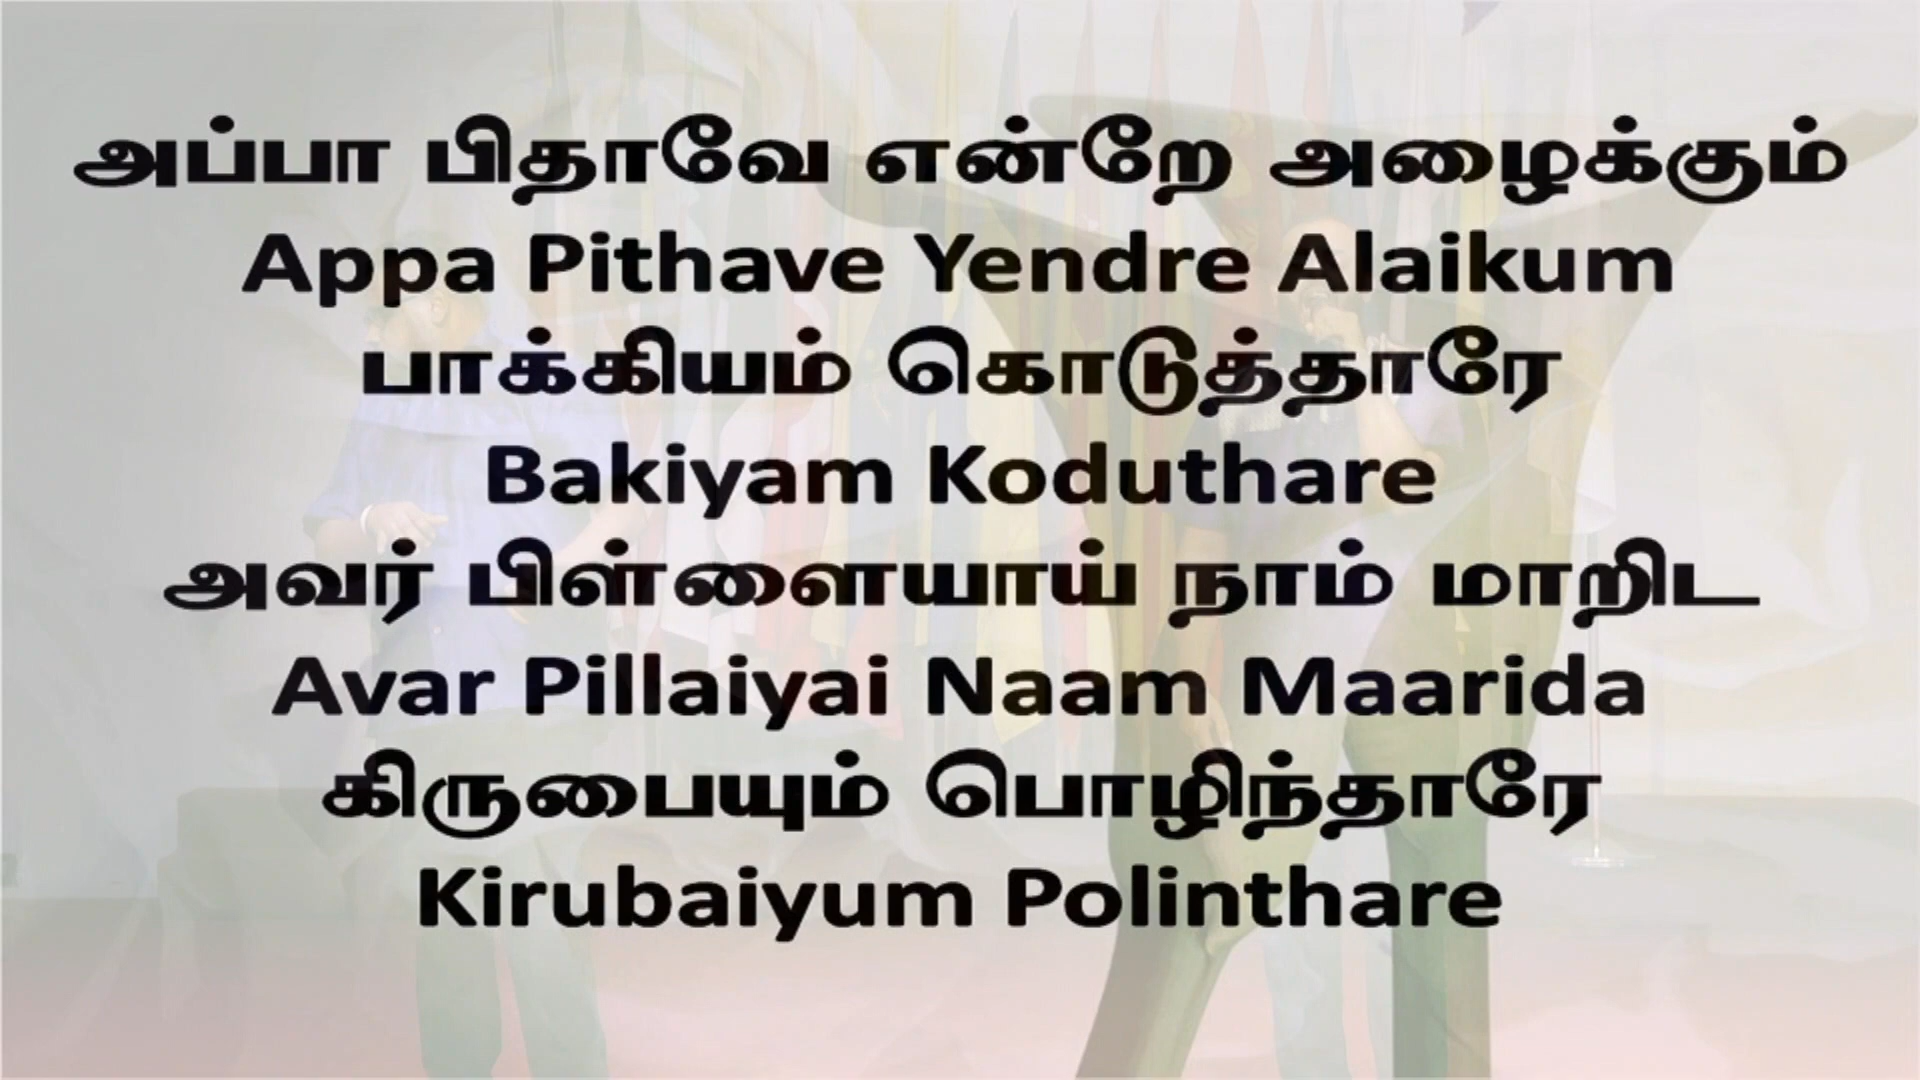 அப்பா பிதாவே என்றே அழைக்கும்
Appa Pithave Yendre Alaikum
பாக்கியம் கொடுத்தாரே
Bakiyam Koduthare
அவர் பிள்ளையாய் நாம் மாறிட
Avar Pillaiyai Naam Maarida
கிருபையும் பொழிந்தாரே
Kirubaiyum Polinthare